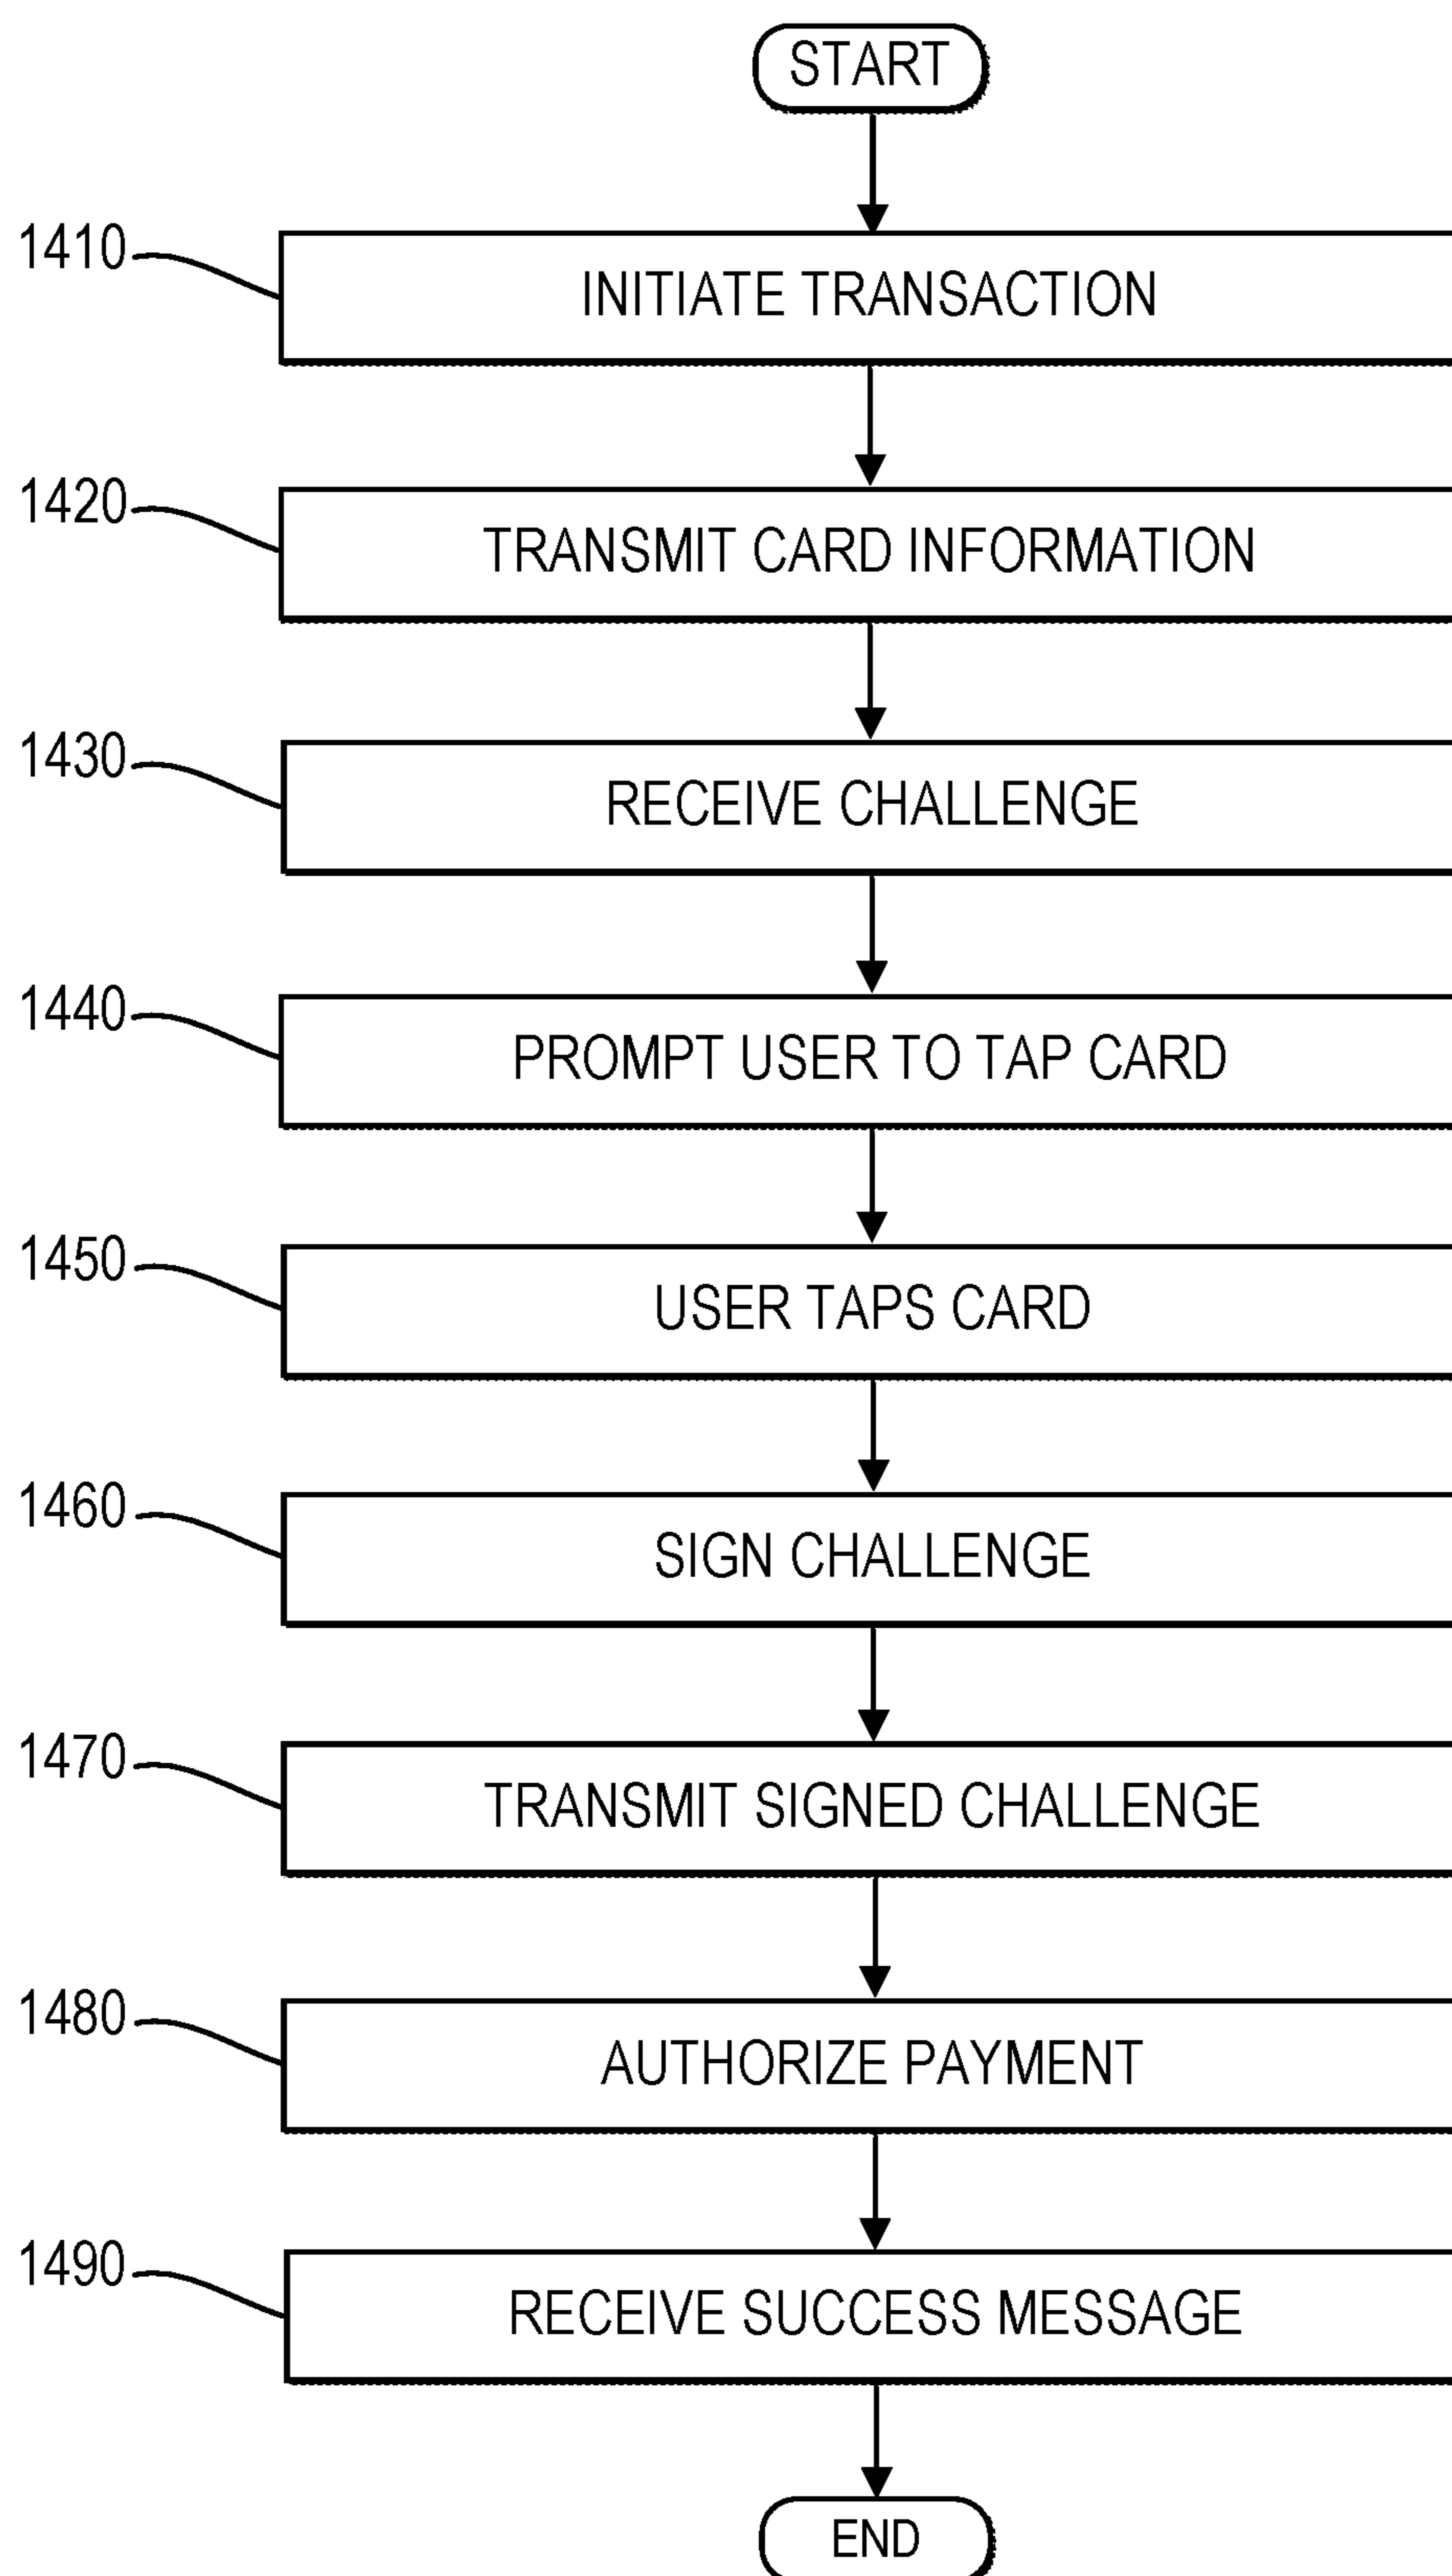 START
1410
INITIATE TRANSACTION
1420
TRANSMIT CARD INFORMATION
1430
RECEIVE CHALLENGE
1440
PROMPT USER TO TAP CARD
1450
USER TAPS CARD
1460
SIGN CHALLENGE
1470
TRANSMIT SIGNED CHALLENGE
1480
AUTHORIZE PAYMENT
1490
RECEIVE SUCCESS MESSAGE
END